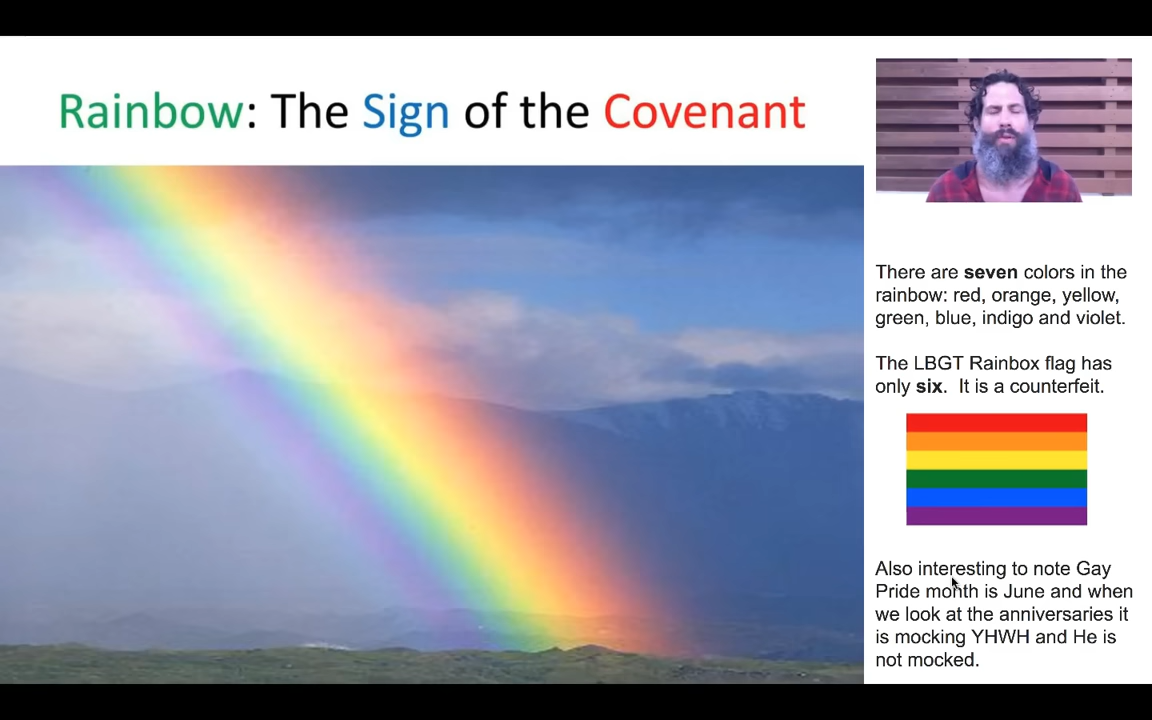 Rainbow: The Sign of the Covenant
There are seven colors in the
rainbow: red, orange, yellow,
green, blue, indigo and violet.
The LBGT Rainbox flag has
only six.  It is a counterfeit.
Also interesting to note Gay
Pride month is June and when
we look at the anniversaries it
is mocking YHWH and He is
not mocked.